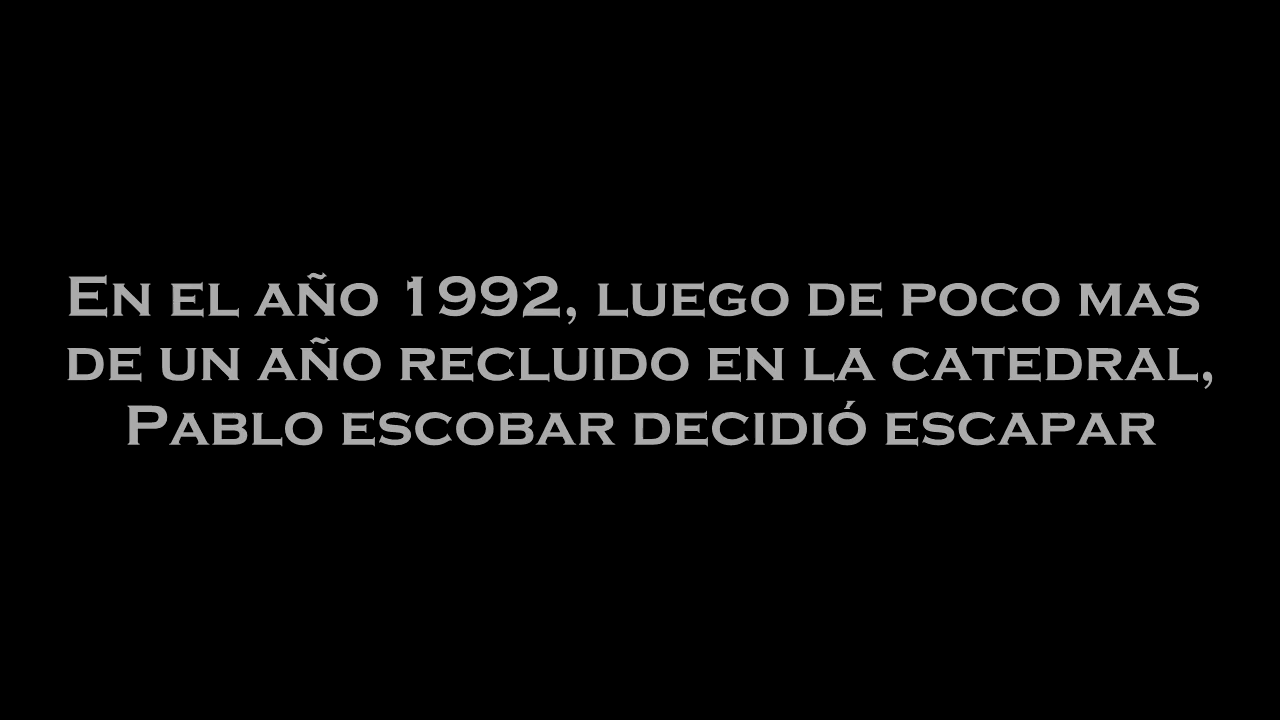 En el año 1992, luego de poco mas
de un año recluido en la catedral,
Pablo escobar decidió escapar